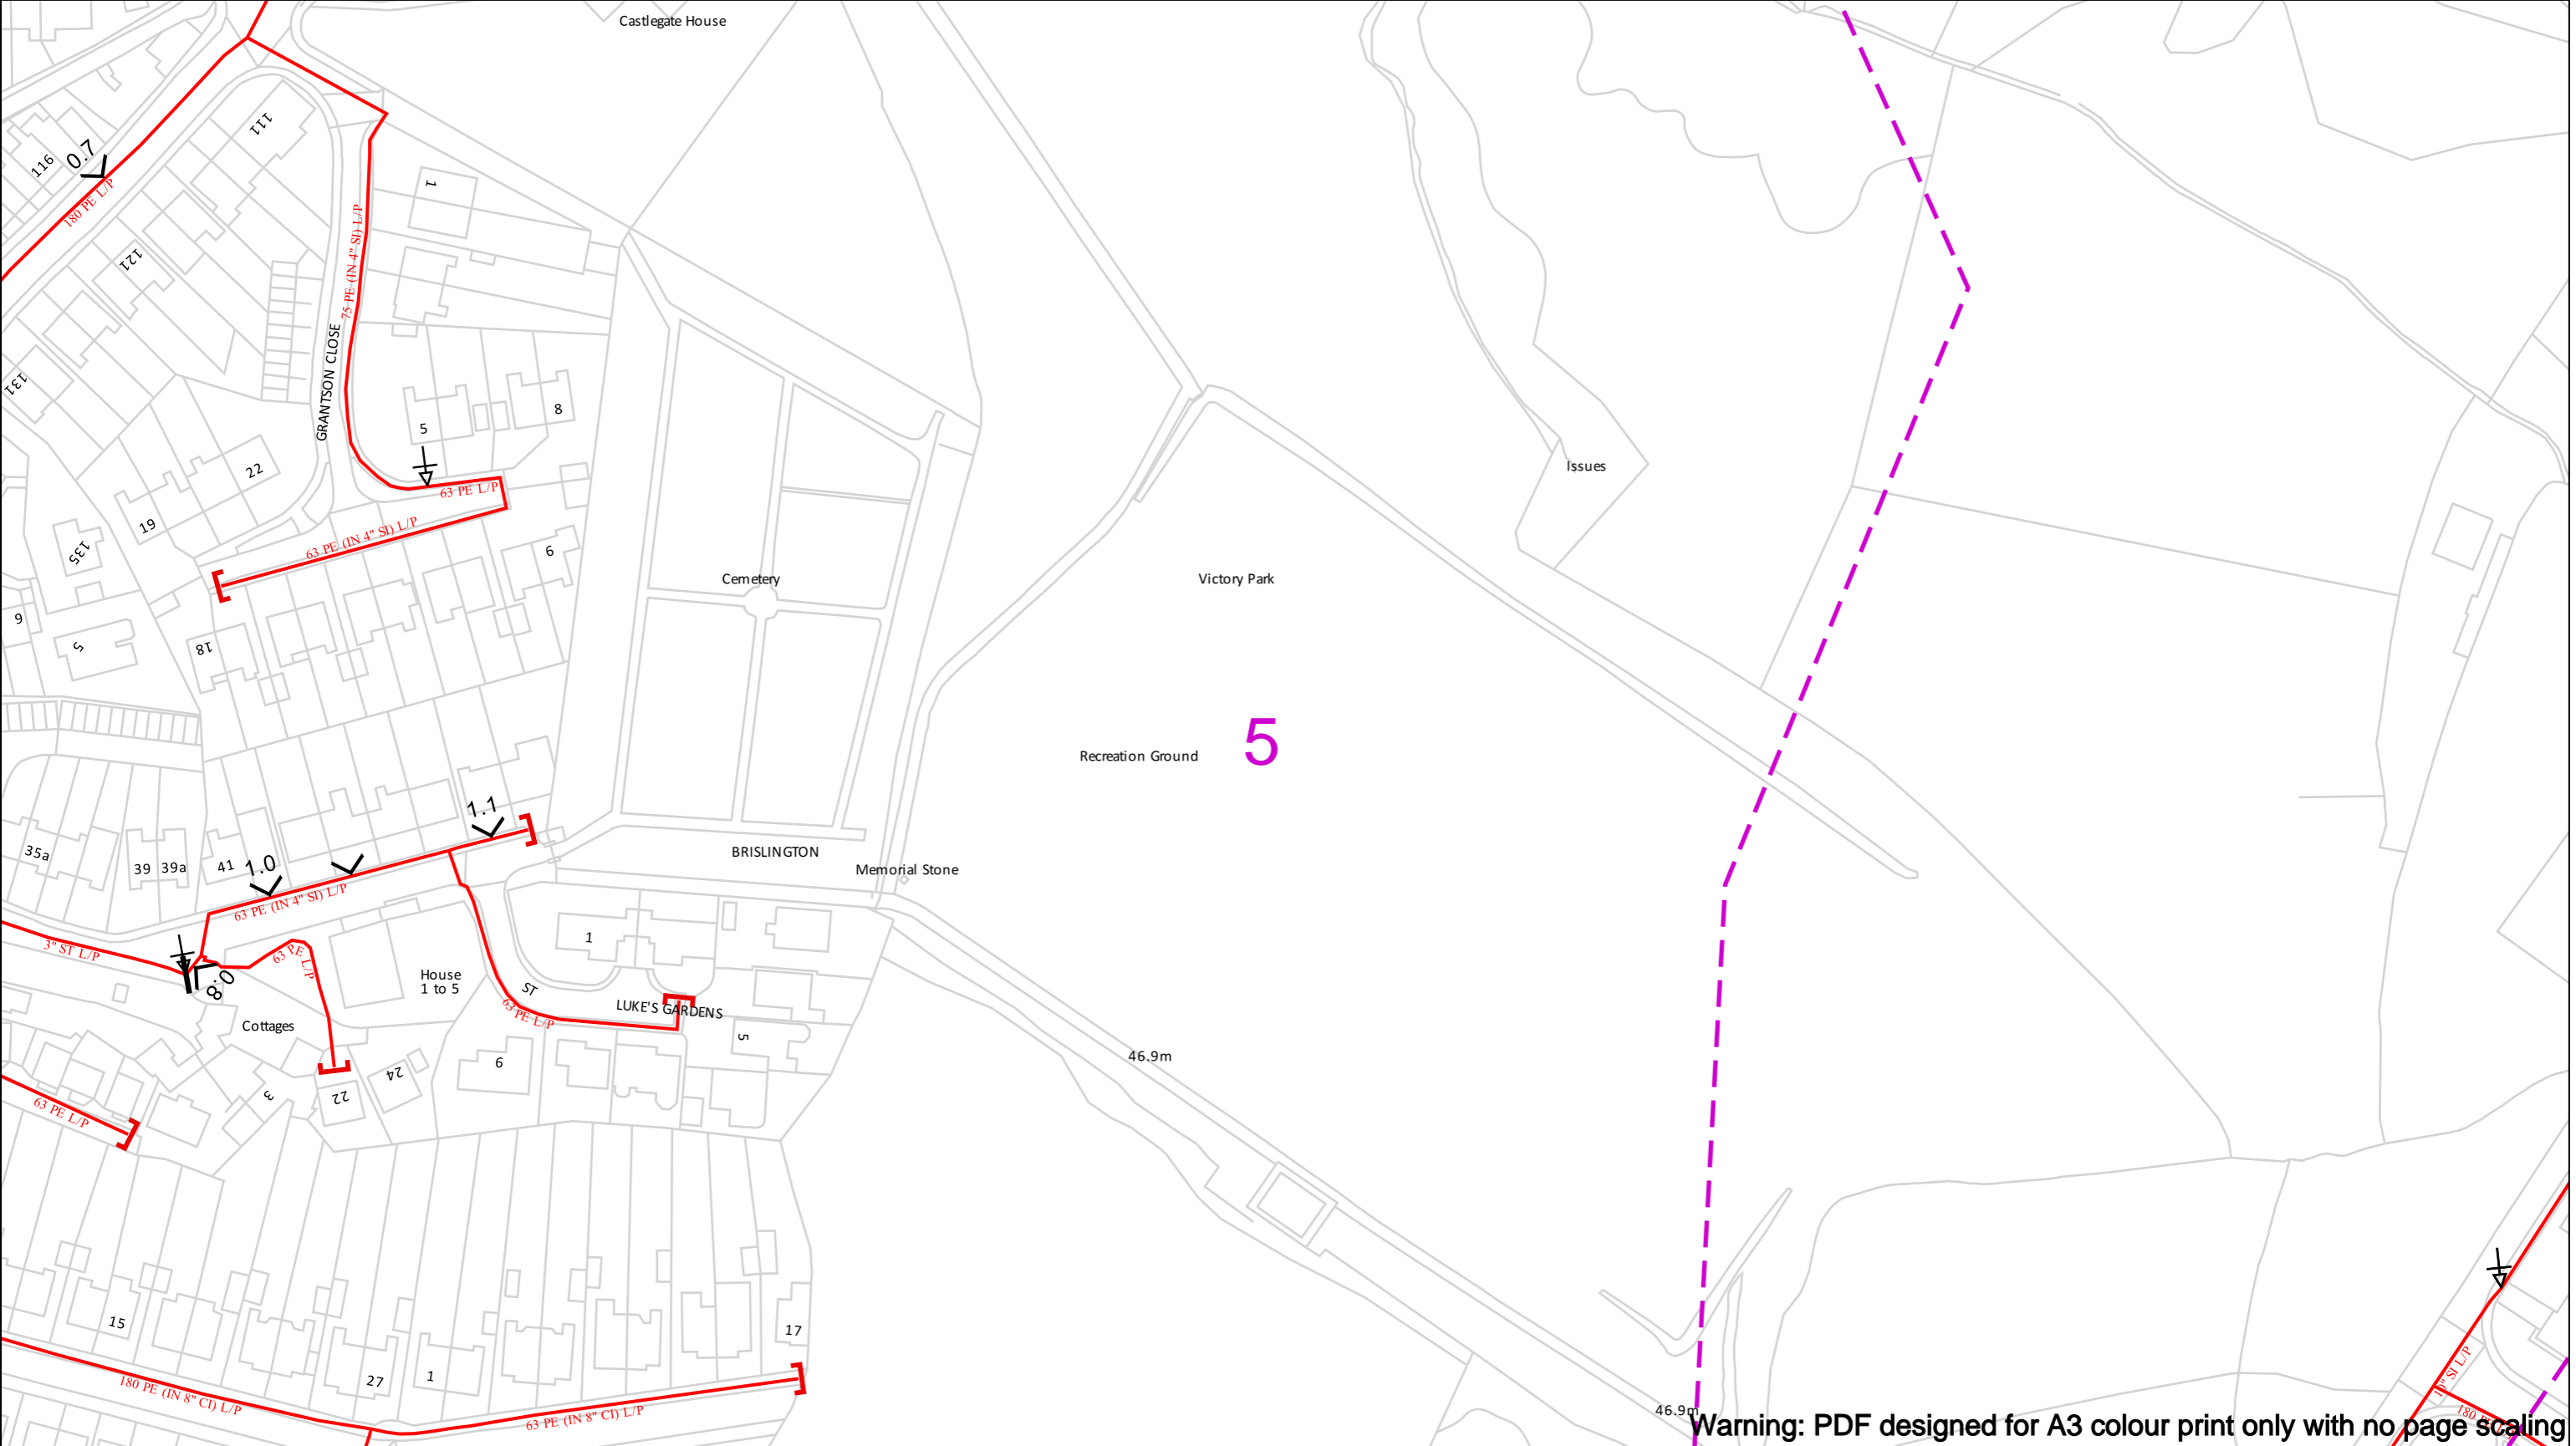 Castlegate House
111
116
0.7
180 PE L/P
1
121
75 PE (IN 4" SI) L/P
GRANTSON CLOSE
131
5
8
22
63 PE L/P
Issues
19
63 PE (IN 4" SI) L/P
135
6
Cemetery
Victory Park
9
5
18
5
Recreation Ground
1.1
35a
39
39a
41
1.0
BRISLINGTON
Memorial Stone
63 PE (IN 4" SI) L/P
3" ST L/P
63 PE L/P
0.8
House
1 to 5
1
ST
LUKE'S GARDENS
63 PE L/P
Cottages
5
46.9m
6
24
22
3
63 PE L/P
15
17
27
1
180 PE (IN 8" CI) L/P
63 PE (IN 8" CI) L/P
SI L/P
46.9m
180
Warning: PDF designed for A3 colour print only with no page scaling